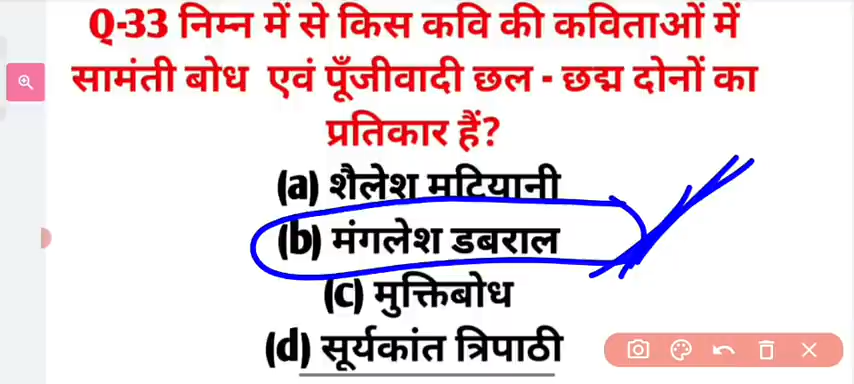 Q-33 निम्न में से किस कवि की कविताओं में
सामंती बोध एवं पूँजीवादी छल - छद्म दोनों का
प्रतिकार हैं?
(a) शैलेश मटियानी
(b) मंगलेश डबराल
(c) मुक्तिबोध
(d) सूर्यकांत त्रिपाठी